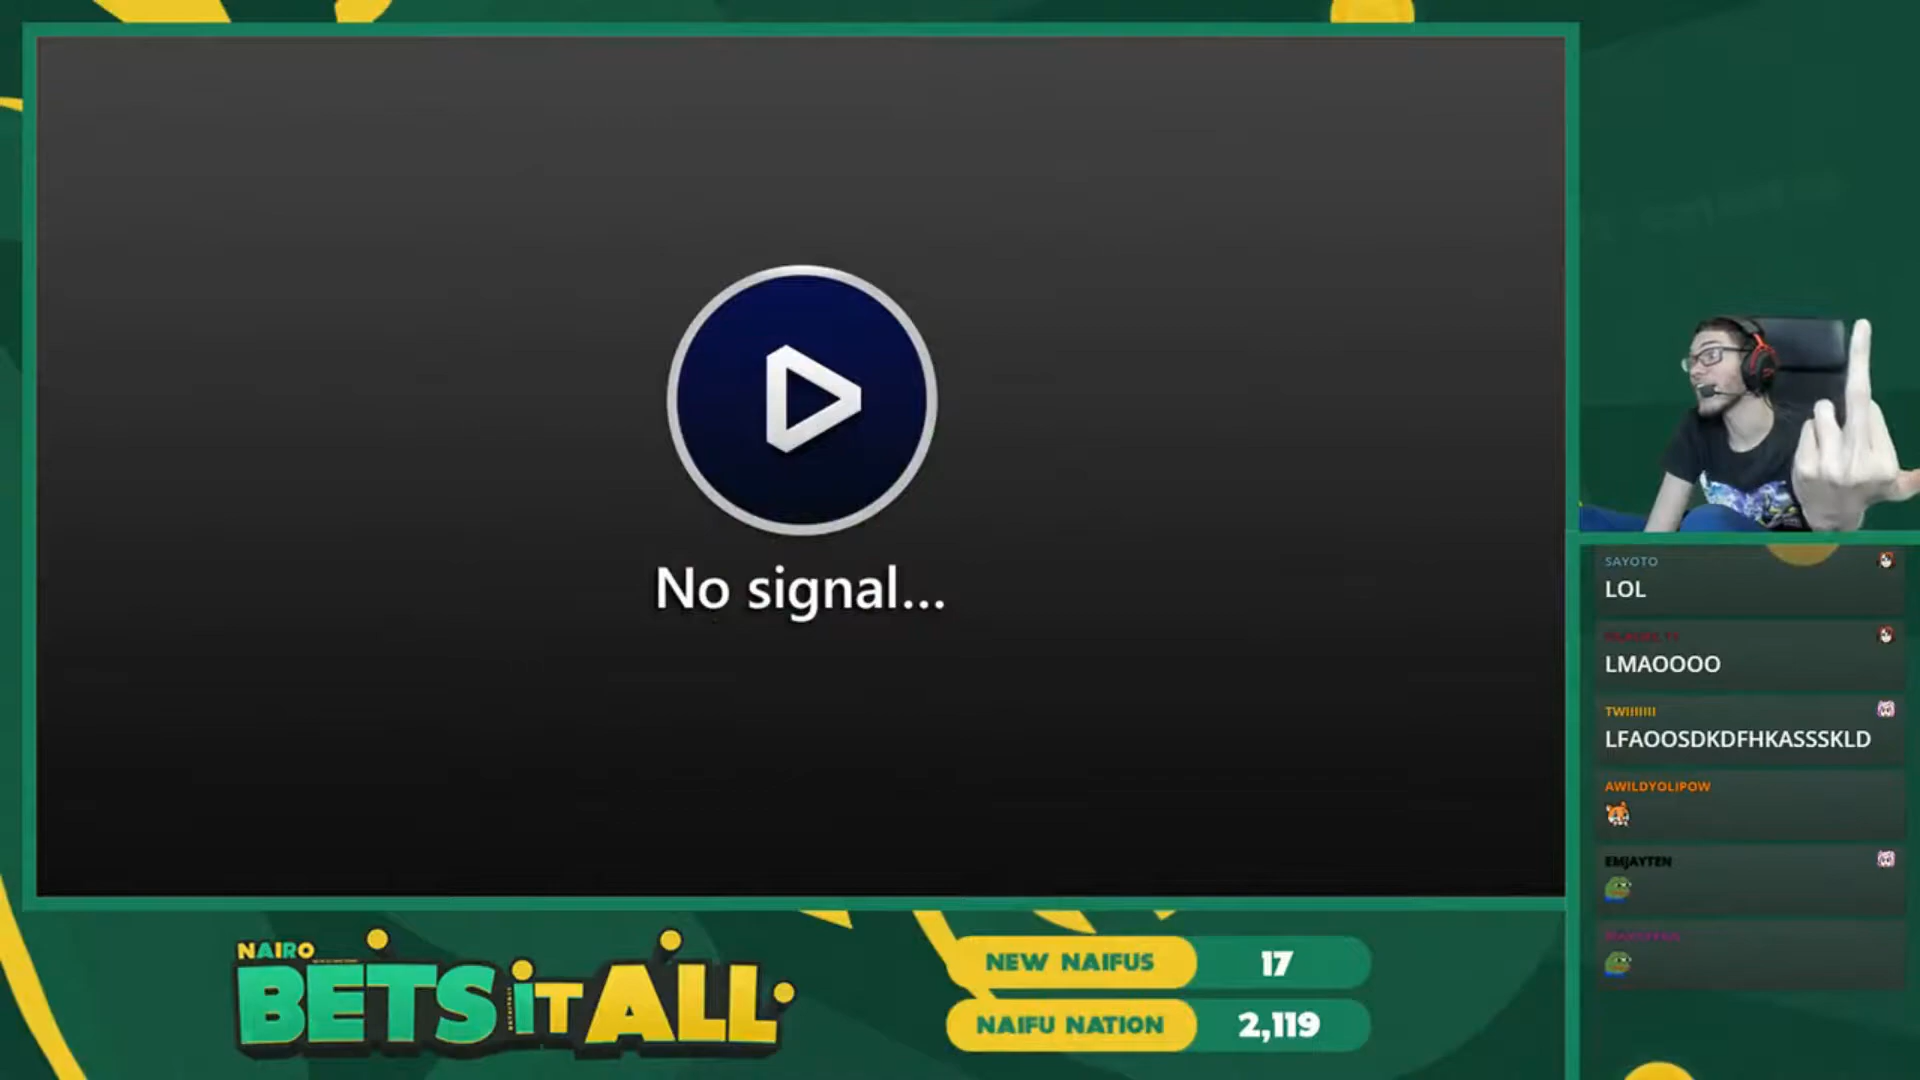 No signal...
SAYOTO
LOL
LMAOOOO
TWIIIIIII
LFAOOSDKDFHKASSSKLD
AWILDYOLIPOW
EMJAYTEN
NAIRO
BETS iT ALL
NEW NAIFUS 17
NAIFU NATION 2,119